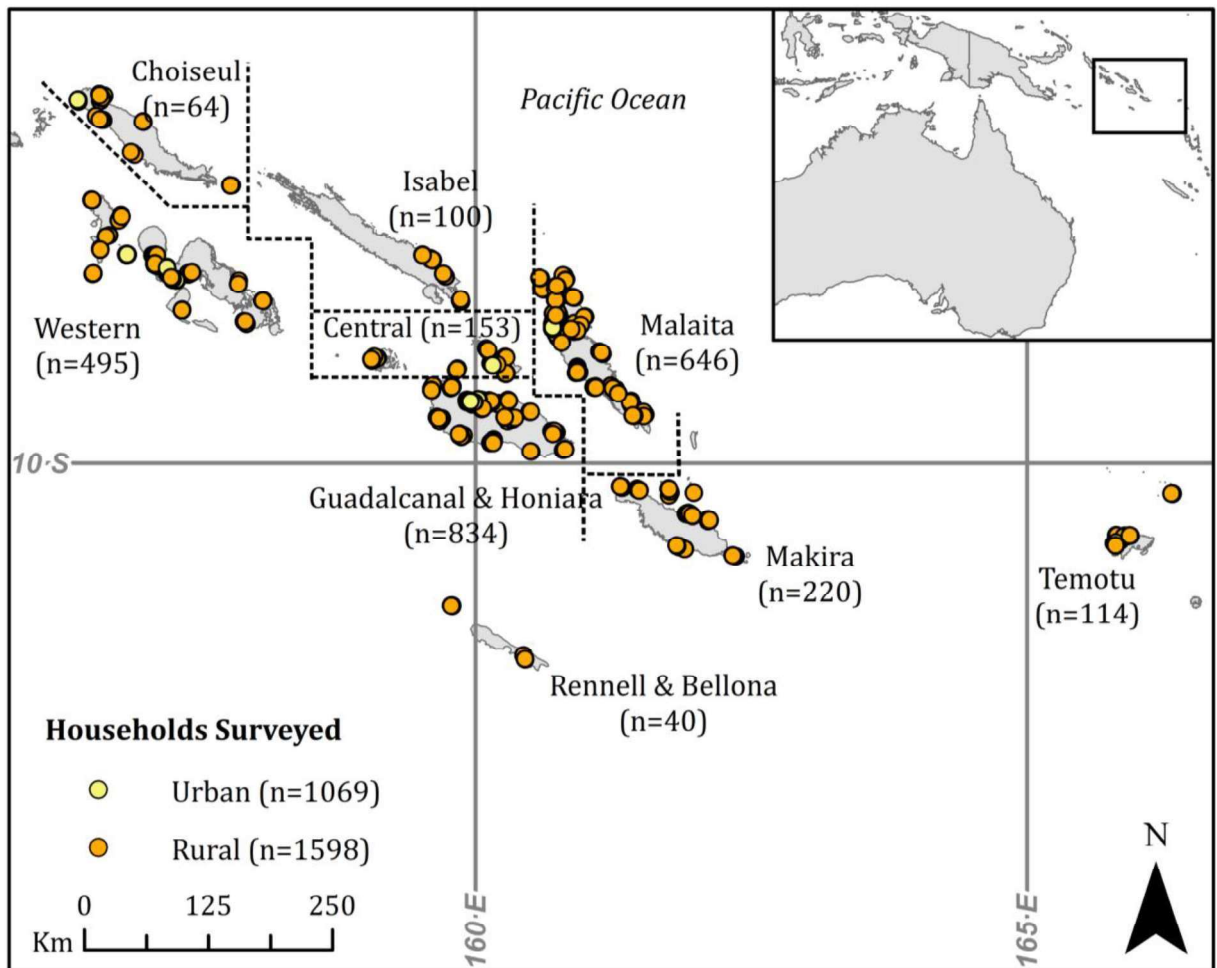 Choiseul
(n=64)
Pacific Ocean
Isabel
(n=100)
Western
(n=495)
Central (n=153)
Malaita
(n=646)
10·S
Guadalcanal & Honiara
(n=834)
Makira
(n=220)
Temotu
(n=114)
Rennell & Bellona
(n=40)
Households Surveyed
Urban (n=1069)
Rural (n=1598)
0 125 250
Km
160·E
165·E
N